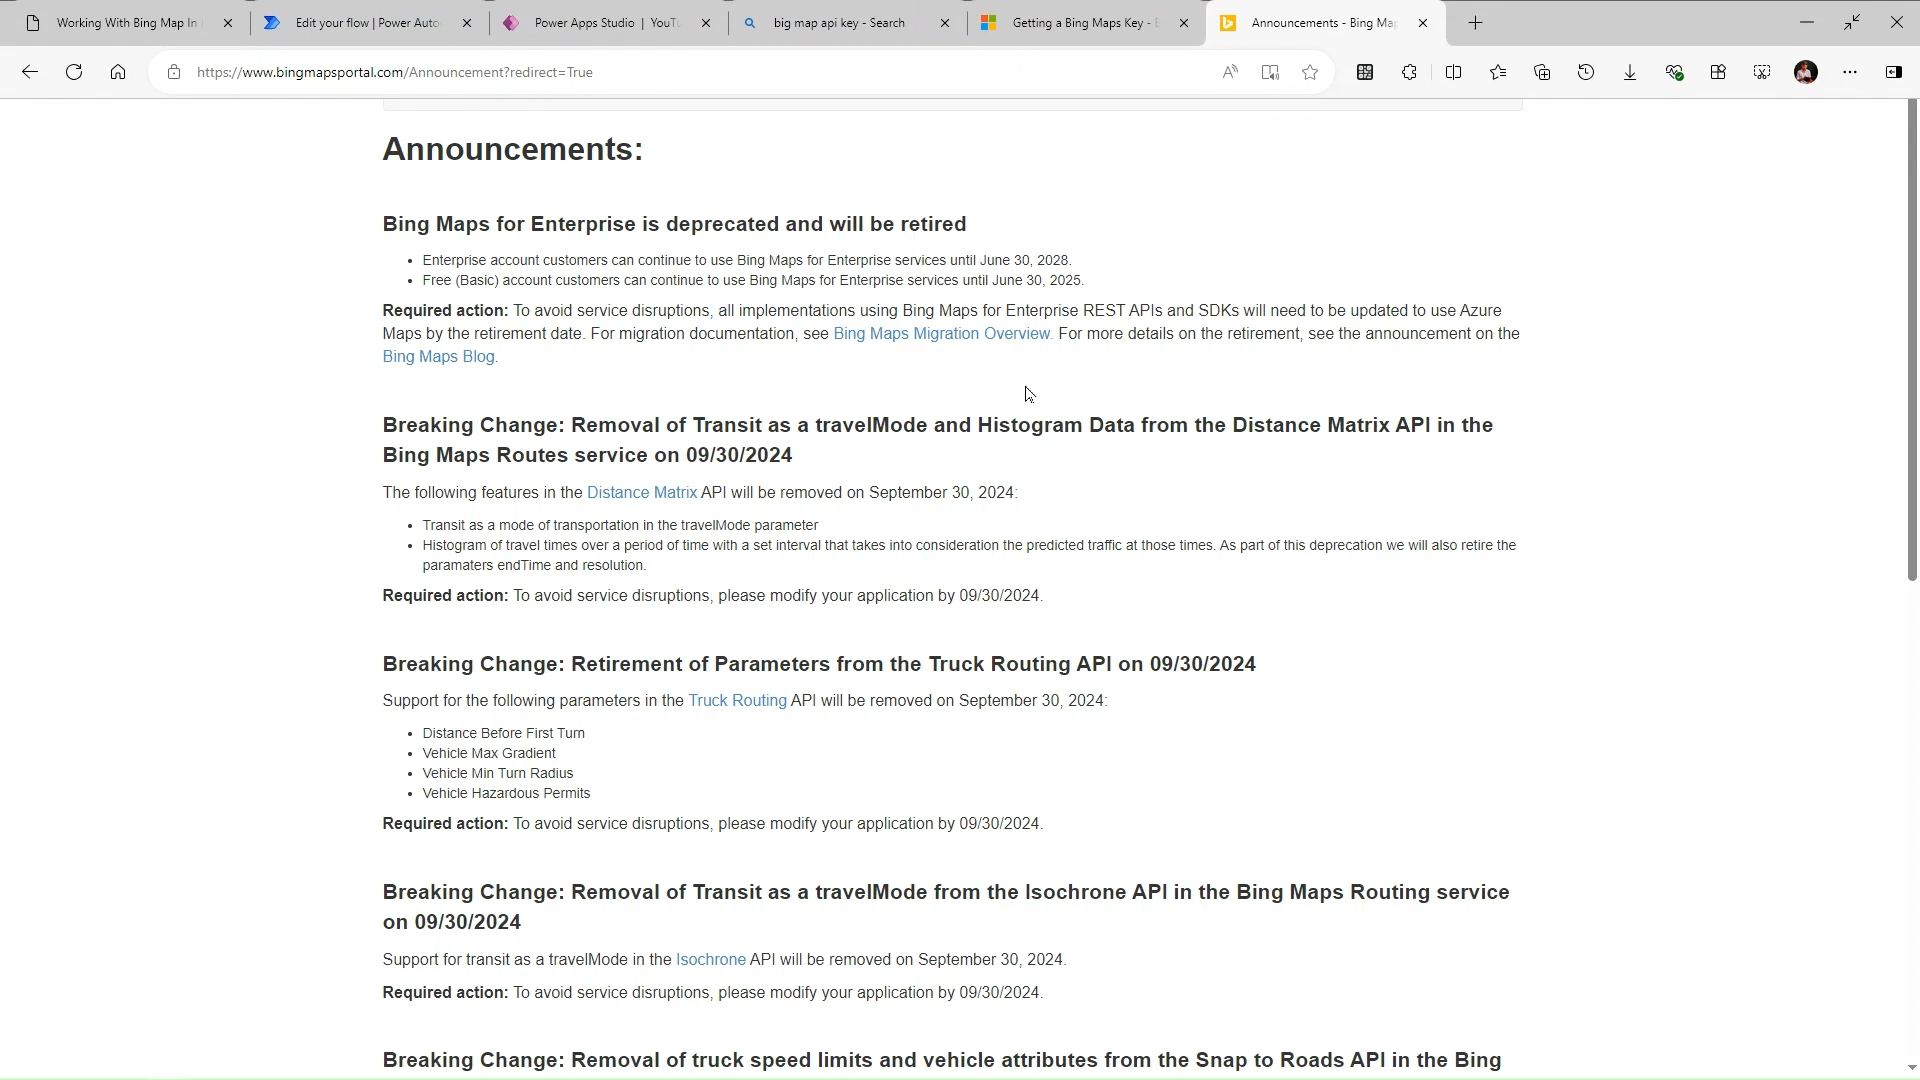 Working With Bing Map In
Edit your flow | Power Auto
Power Apps Studio | YouTu
big map api key - Search
Getting a Bing Maps Key - B
Announcements - Bing Map
https://www.bingmapsportal.com/Announcement?redirect=True
Announcements:
Bing Maps for Enterprise is deprecated and will be retired
• Enterprise account customers can continue to use Bing Maps for Enterprise services until June 30, 2028.
• Free (Basic) account customers can continue to use Bing Maps for Enterprise services until June 30, 2025.
Required action: To avoid service disruptions, all implementations using Bing Maps for Enterprise REST APIs and SDKs will need to be updated to use Azure
Maps by the retirement date. For migration documentation, see Bing Maps Migration Overview. For more details on the retirement, see the announcement on the
Bing Maps Blog.
Breaking Change: Removal of Transit as a travelMode and Histogram Data from the Distance Matrix API in the
Bing Maps Routes service on 09/30/2024
The following features in the Distance Matrix API will be removed on September 30, 2024:
• Transit as a mode of transportation in the travelMode parameter
• Histogram of travel times over a period of time with a set interval that takes into consideration the predicted traffic at those times. As part of this deprecation we will also retire the
paramaters endTime and resolution.
Required action: To avoid service disruptions, please modify your application by 09/30/2024.
Breaking Change: Retirement of Parameters from the Truck Routing API on 09/30/2024
Support for the following parameters in the Truck Routing API will be removed on September 30, 2024:
• Distance Before First Turn
• Vehicle Max Gradient
• Vehicle Min Turn Radius
• Vehicle Hazardous Permits
Required action: To avoid service disruptions, please modify your application by 09/30/2024.
Breaking Change: Removal of Transit as a travelMode from the Isochrone API in the Bing Maps Routing service
on 09/30/2024
Support for transit as a travelMode in the Isochrone API will be removed on September 30, 2024.
Required action: To avoid service disruptions, please modify your application by 09/30/2024.
Breaking Change: Removal of truck speed limits and vehicle attributes from the Snap to Roads API in the Bing